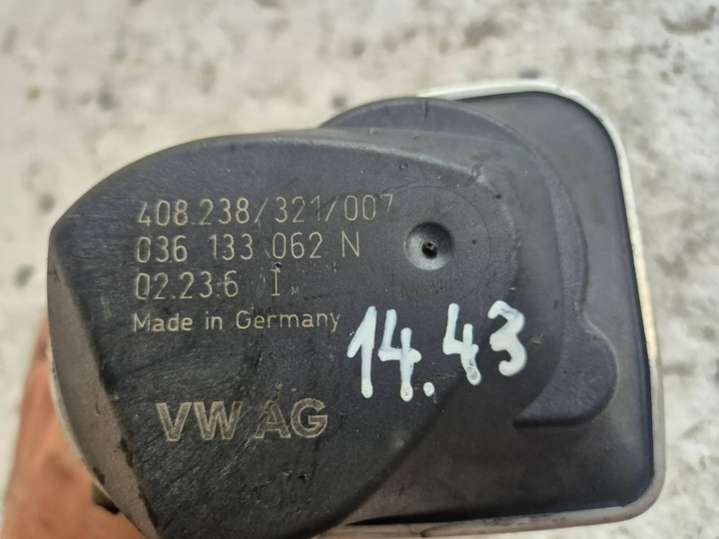 408.238/321/007
036 133 062 N
02.23.6 I
Made in Germany
14.43
VW AG